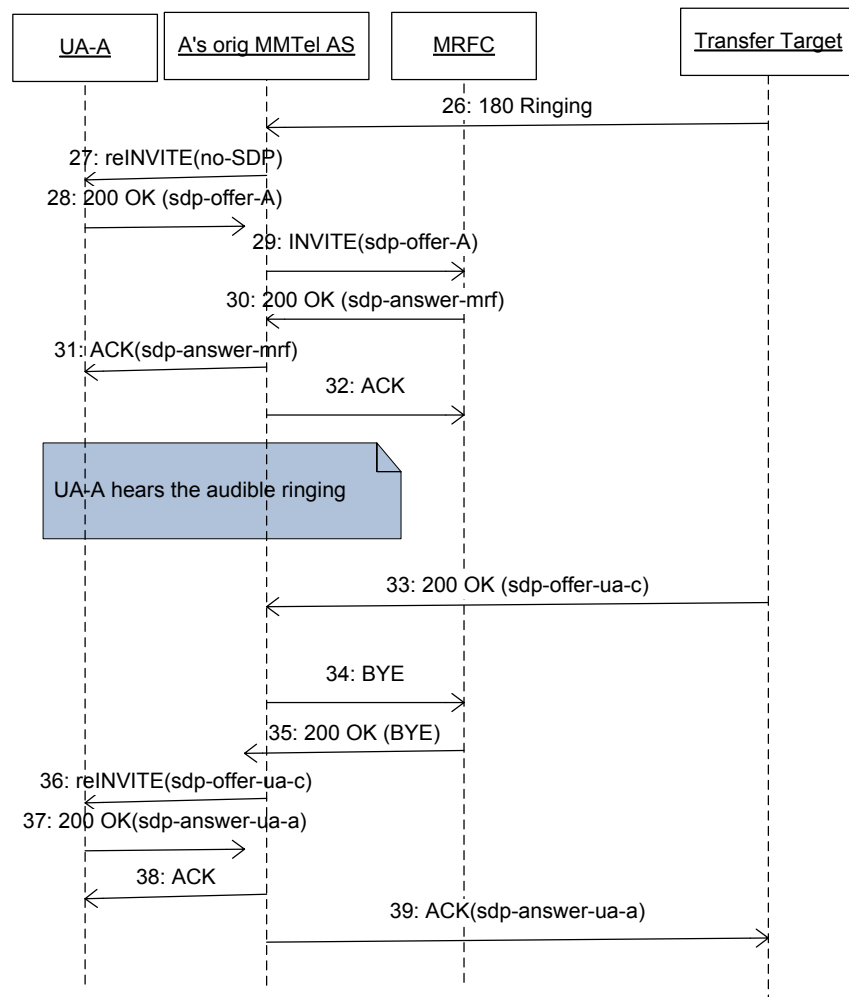 UA-A
A's orig MMTel AS
MRFC
Transfer Target
26: 180 Ringing
27: reINVITE(no-SDP)
28: 200 OK (sdp-offer-A)
29: INVITE(sdp-offer-A)
30: 200 OK (sdp-answer-mrf)
31: ACK(sdp-answer-mrf)
32: ACK
UA-A hears the audible ringing
33: 200 OK (sdp-offer-ua-c)
34: BYE
35: 200 OK (BYE)
36: reINVITE(sdp-offer-ua-c)
37: 200 OK(sdp-answer-ua-a)
38: ACK
39: ACK(sdp-answer-ua-a)